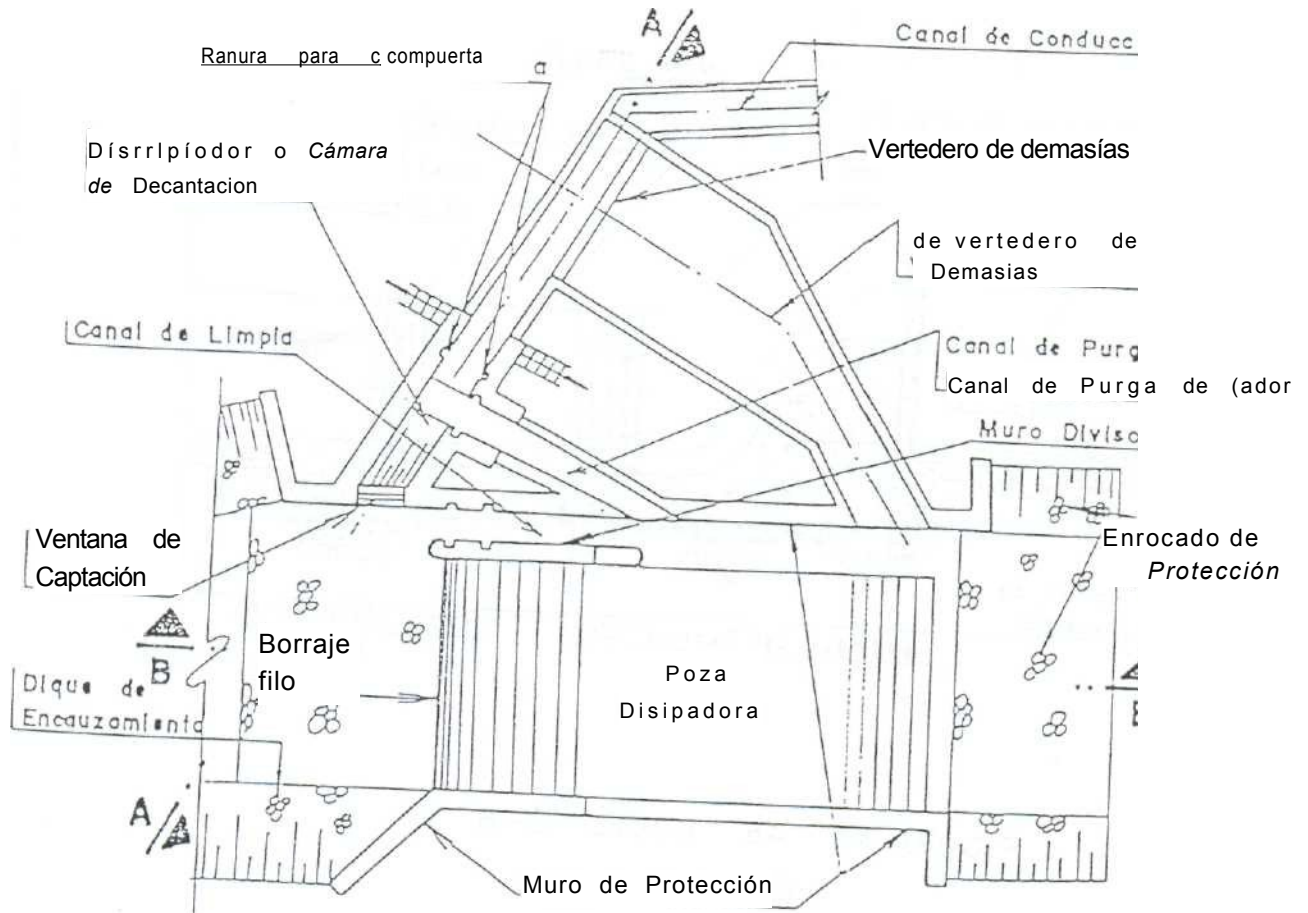 A
Canal de Conducc
Ranura para c compuerta
a
Dísrrlpíodor o Cámara
de Decantacion
Vertedero de demasías
de vertedero de
Demasias
Canal de Limpia
Canal de Purg
Canal de Purga de (ador
Muro Diviso
Ventana de
Captación
Enrocado de
Protección
B
Borraje
filo
Poza
Disipadora
Dique de
Encauzamiento
A
Muro de Protección